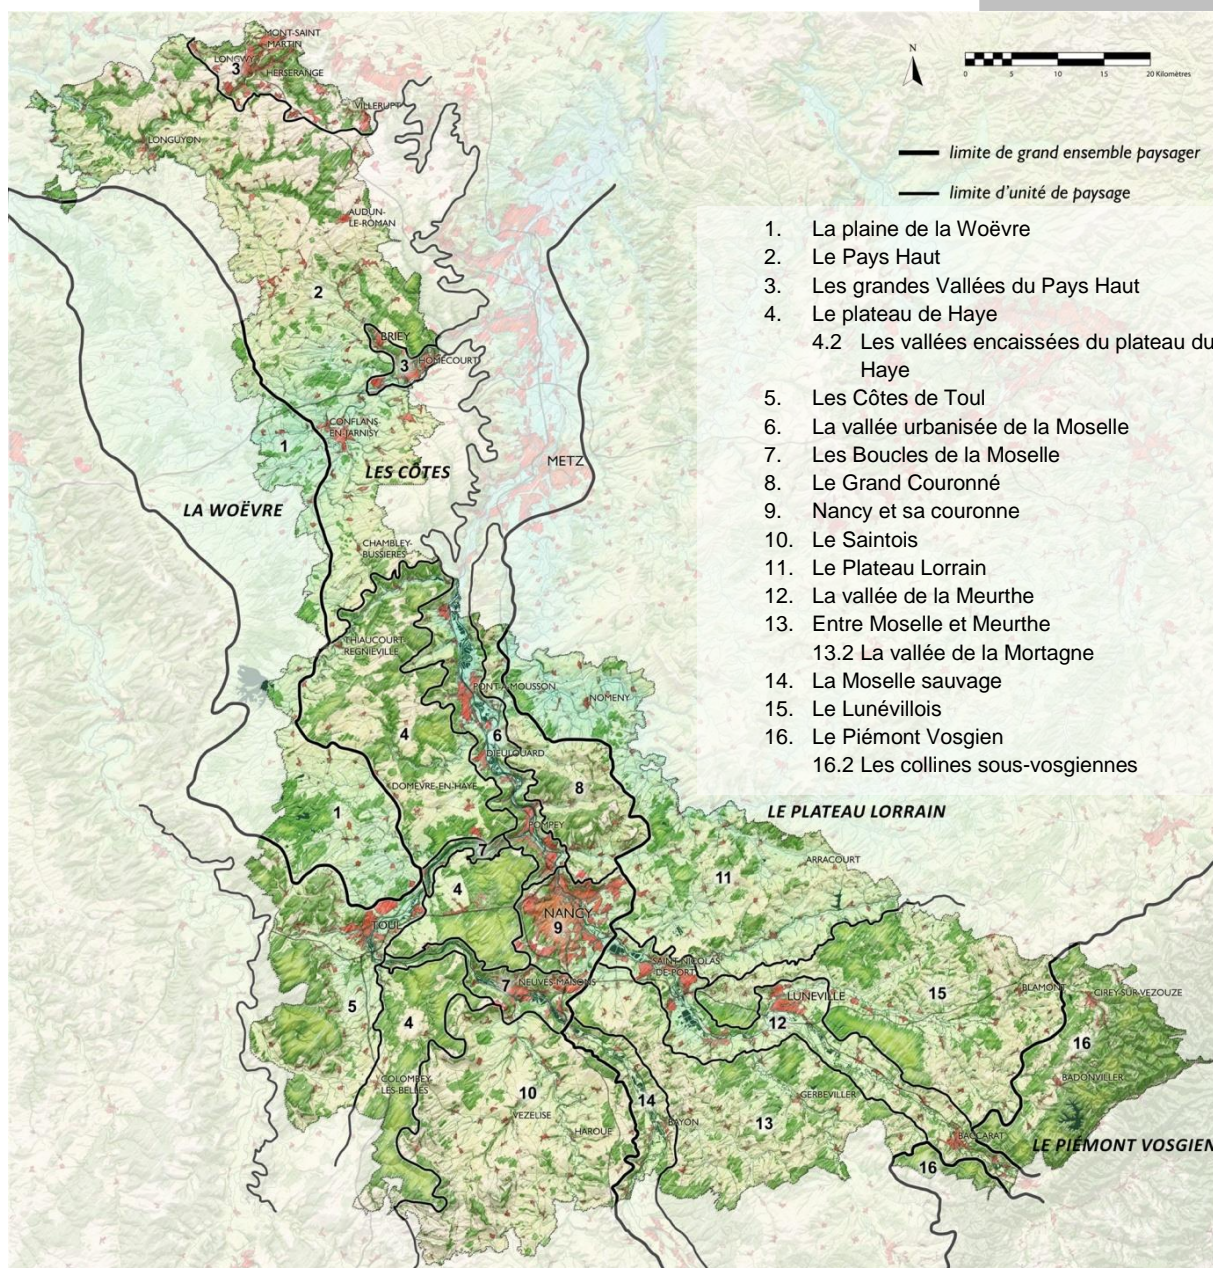 N
0 5 10 15 20 Kilomètres
limite de grand ensemble paysager
limite d'unité de paysage
1. La plaine de la Woëvre
2. Le Pays Haut
3. Les grandes Vallées du Pays Haut
4. Le plateau de Haye
4.2 Les vallées encaissées du plateau du
Haye
5. Les Côtes de Toul
6. La vallée urbanisée de la Moselle
7. Les Boucles de la Moselle
8. Le Grand Couronné
9. Nancy et sa couronne
10. Le Saintois
11. Le Plateau Lorrain
12. La vallée de la Meurthe
13. Entre Moselle et Meurthe
13.2 La vallée de la Mortagne
14. La Moselle sauvage
15. Le Lunévillois
16. Le Piémont Vosgien
16.2 Les collines sous-vosgiennes
MONT-SAINT
MARTIN
LONGWY
3
HERSERANGE
VILLERUPT
LONGUYON
AUDUN-
LE-ROMAN
2
BRIEY
HOMÉCOURT
3
CONFLANS-
EN-JARNISY
1
LES CÔTES
METZ
LA WOËVRE
CHAMBLEY-
BUSSIERES
THIAUCOURT-
REGNIEVILLE
PONT-A-MOUSSON
NOMENY
4
6
DIEULOUARD
DOMEVRE-EN-HAYE
8
1
POMPEY
LE PLATEAU LORRAIN
7
ARRACOURT
4
11
TOUL
NANCY
9
SAINT-NICOLAS
-DE-PORT
NEUVES-MAISONS
7
LUNEVILLE
15
BLAMONT
CIREY-SUR-VEZOUZE
5
4
12
16
COLOMBEY-
LES-BELLES
BADONVILLER
10
14
GERBEVILLER
VEZELISE
BAYON
13
HAROUE
BACCARAT
LE PIÉMONT VOSGIEN
16